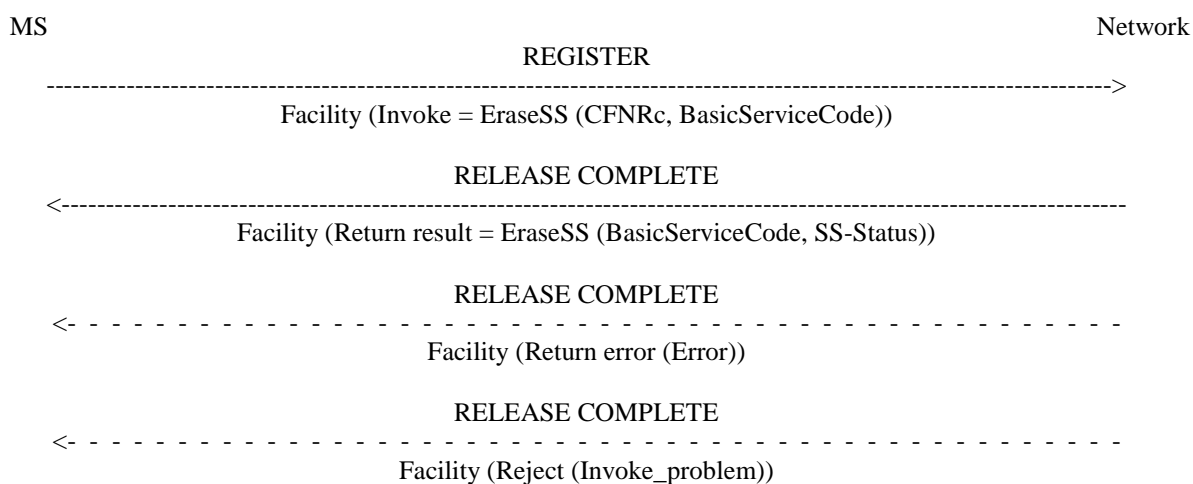 MS Network
REGISTER
Facility (Invoke = EraseSS (CFNRc, BasicServiceCode))
RELEASE COMPLETE
Facility (Return result = EraseSS (BasicServiceCode, SS-Status))
RELEASE COMPLETE
Facility (Return error (Error))
RELEASE COMPLETE
Facility (Reject (Invoke_problem))